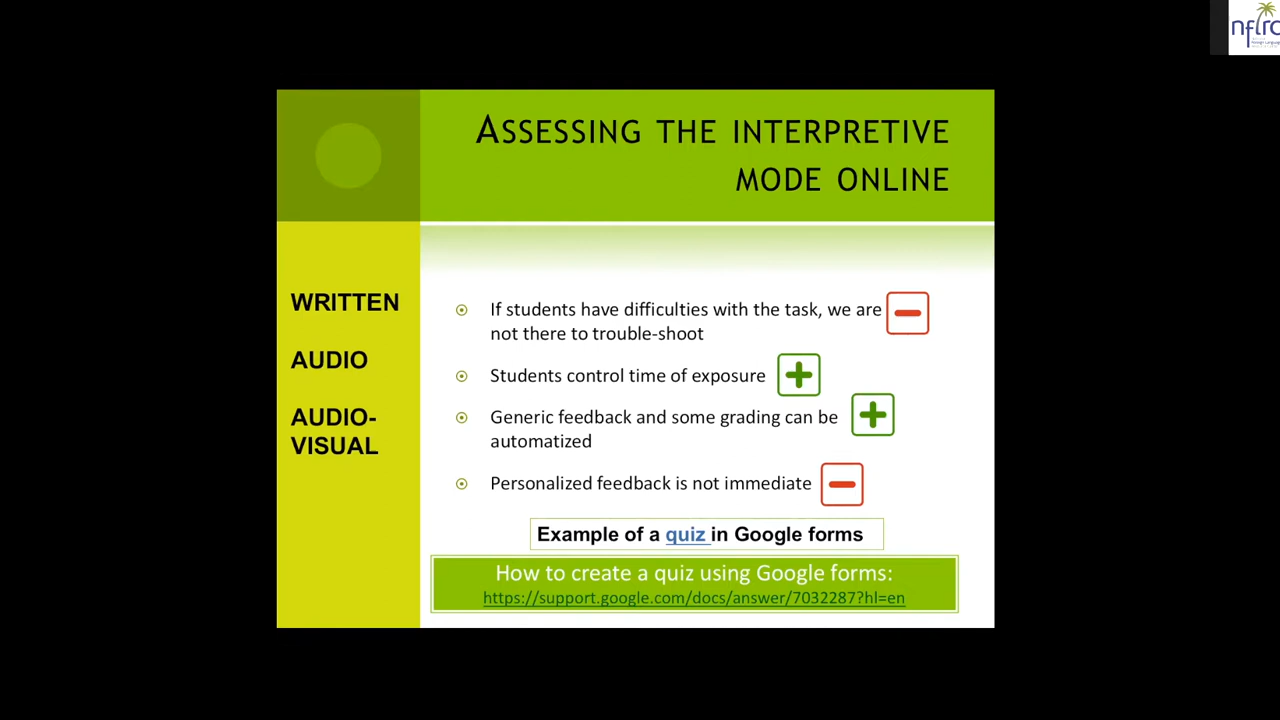 nflrc
ASSESSING THE INTERPRETIVE
MODE ONLINE
WRITTEN
AUDIO
AUDIO-
VISUAL
If students have difficulties with the task, we are
not there to trouble-shoot
Students control time of exposure
Generic feedback and some grading can be
automatized
Personalized feedback is not immediate
Example of a quiz in Google forms
How to create a quiz using Google forms:
https://support.google.com/docs/answer/7032287?hl=en